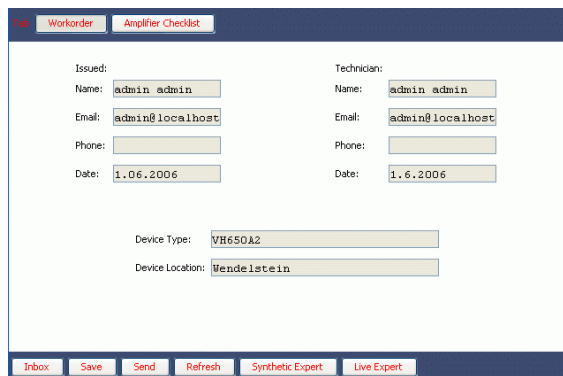 Workorder Amplifier Checklist
Issued: Technician:
Name: admin admin Name: admin admin
Email: admin@localhost Email: admin@localhost
Phone: Phone:
Date: 1.06.2006 Date: 1.6.2006
Device Type: VH650A2
Device Location: Wendelstein
Inbox Save Send Refresh Synthetic Expert Live Expert